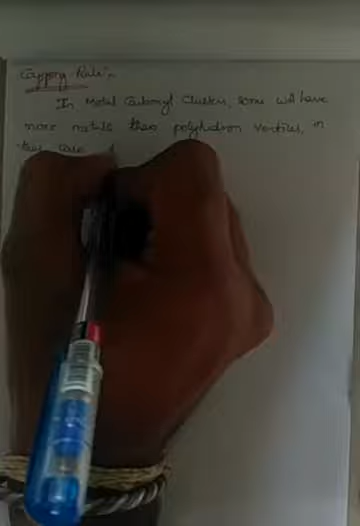 Capping Rule:-
In Metal Carbonyl Clusters, some will have
more metals than polyhedron vertices, in
this case